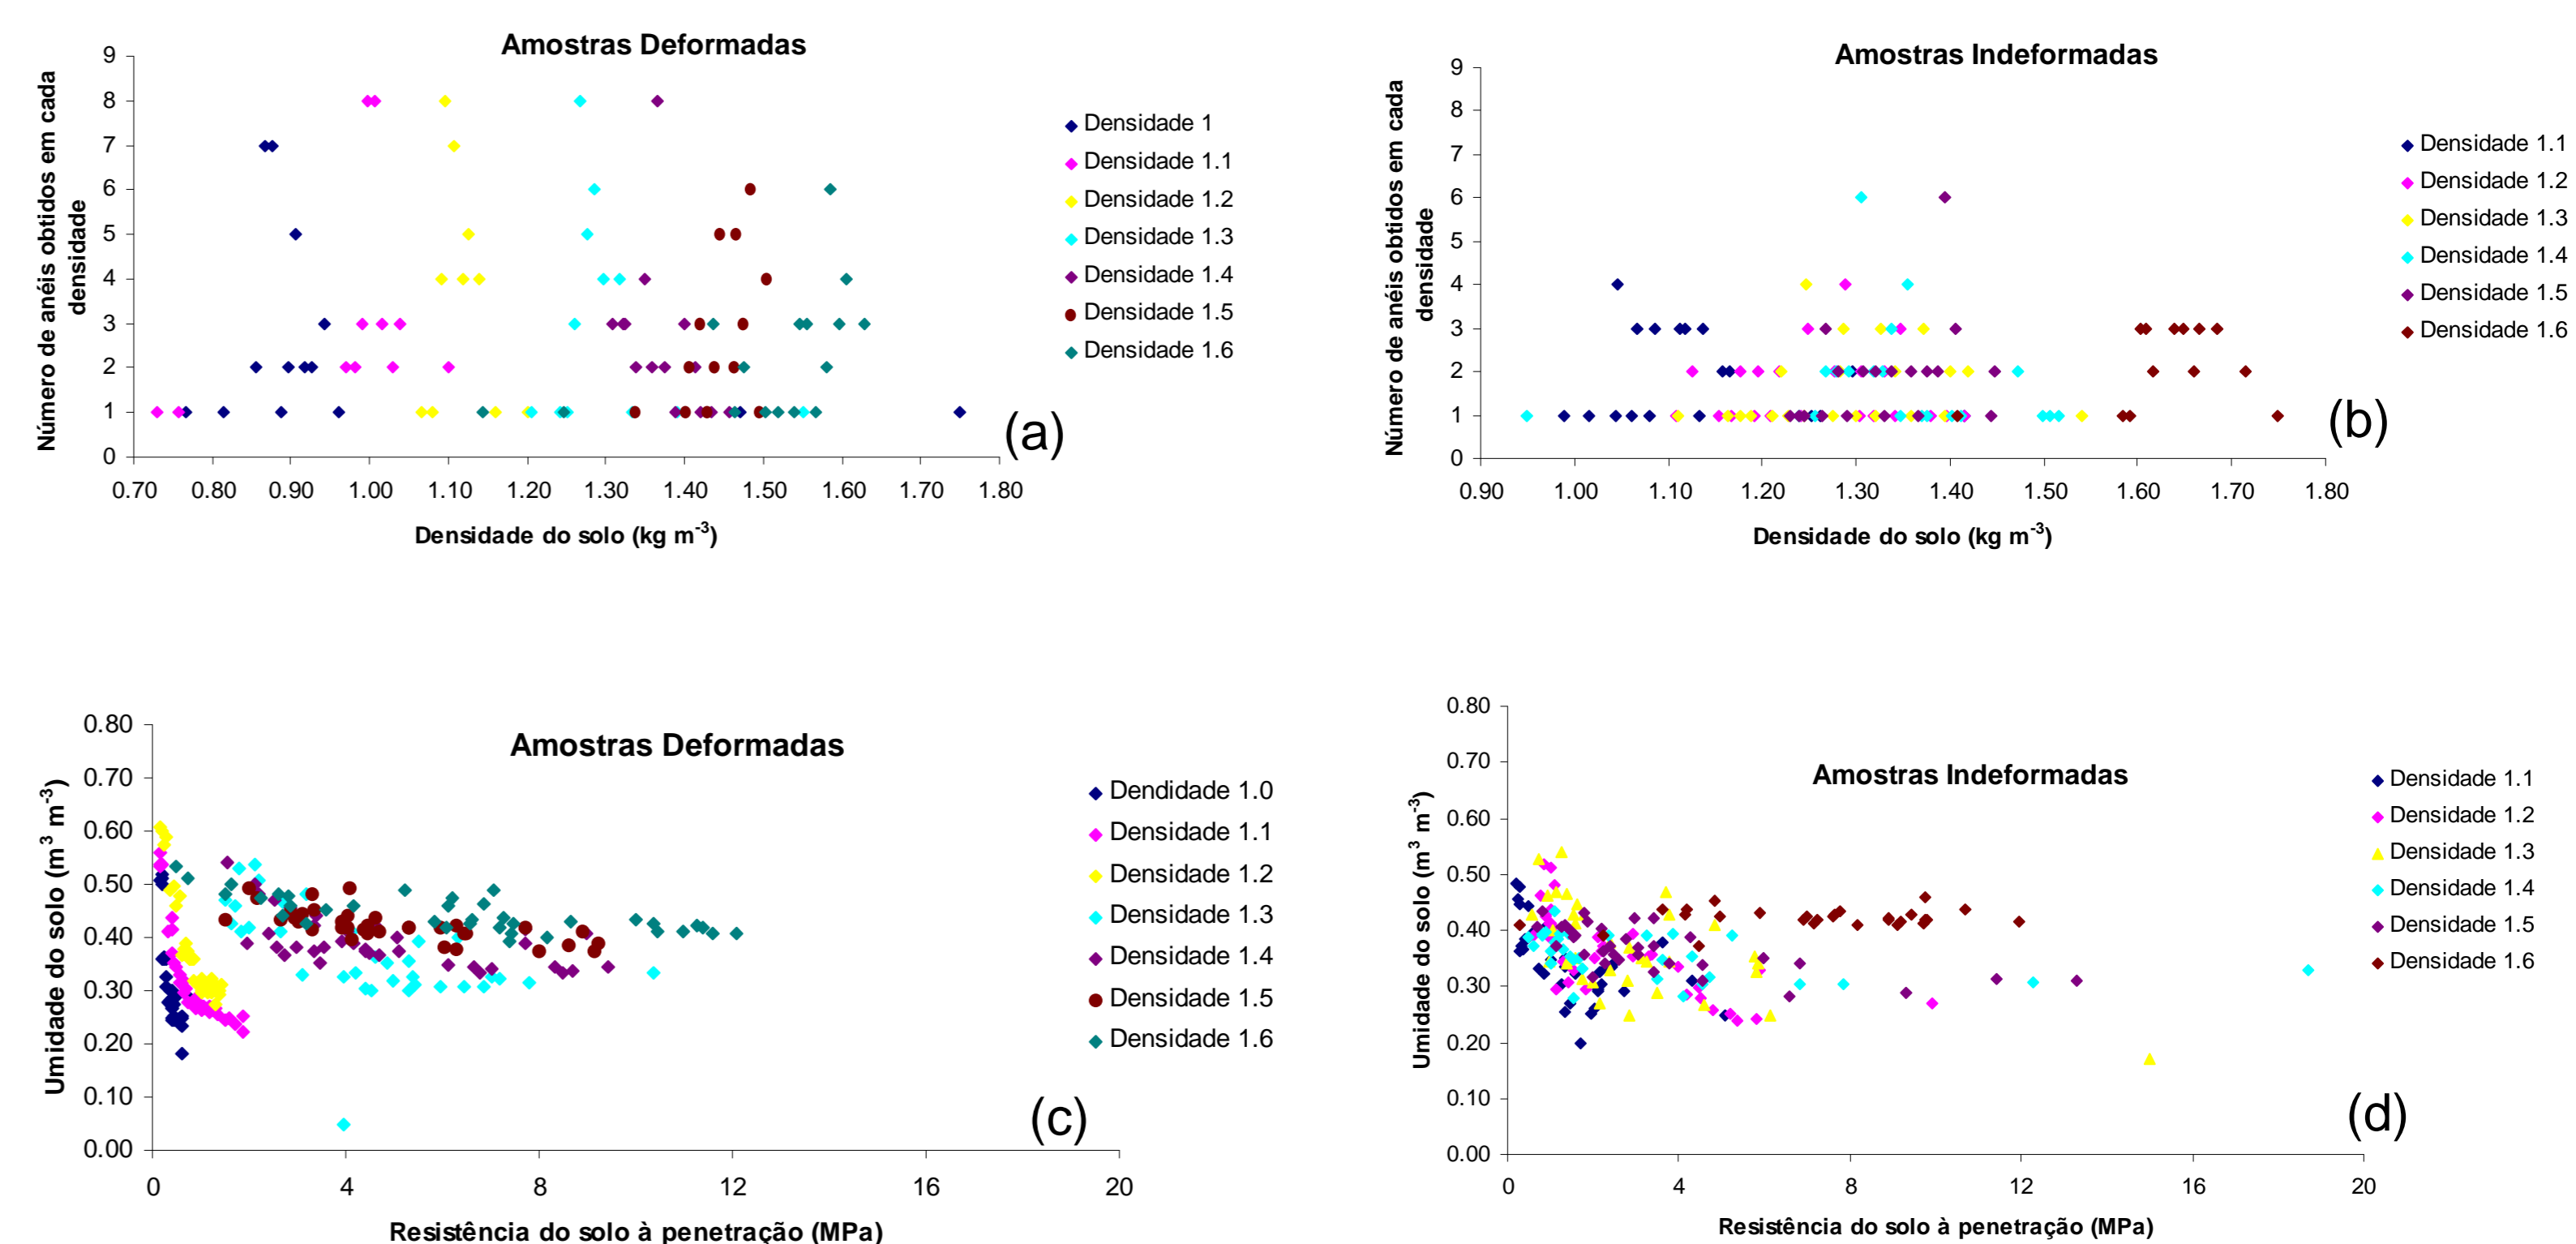 Amostras Deformadas
Número de anéis obtidos em cada
densidade
9
8
7
6
5
4
3
2
1
0
0.70 0.80 0.90 1.00 1.10 1.20 1.30 1.40 1.50 1.60 1.70 1.80
Densidade do solo (kg m-3)
Densidade 1
Densidade 1.1
Densidade 1.2
Densidade 1.3
Densidade 1.4
Densidade 1.5
Densidade 1.6
(a)
Amostras Indeformadas
Número de anéis obtidos em cada
densidade
9
8
7
6
5
4
3
2
1
0
0.90 1.00 1.10 1.20 1.30 1.40 1.50 1.60 1.70 1.80
Densidade do solo (kg m-3)
Densidade 1.1
Densidade 1.2
Densidade 1.3
Densidade 1.4
Densidade 1.5
Densidade 1.6
(b)
Amostras Deformadas
Umidade do solo (m3 m-3)
0.80
0.70
0.60
0.50
0.40
0.30
0.20
0.10
0.00
0 4 8 12 16 20
Resistência do solo à penetração (MPa)
Dendidade 1.0
Densidade 1.1
Densidade 1.2
Densidade 1.3
Densidade 1.4
Densidade 1.5
Densidade 1.6
(c)
Amostras Indeformadas
Umidade do solo (m3 m-3)
0.80
0.70
0.60
0.50
0.40
0.30
0.20
0.10
0.00
0 4 8 12 16 20
Resistência do solo à penetração (MPa)
Densidade 1.1
Densidade 1.2
Densidade 1.3
Densidade 1.4
Densidade 1.5
Densidade 1.6
(d)